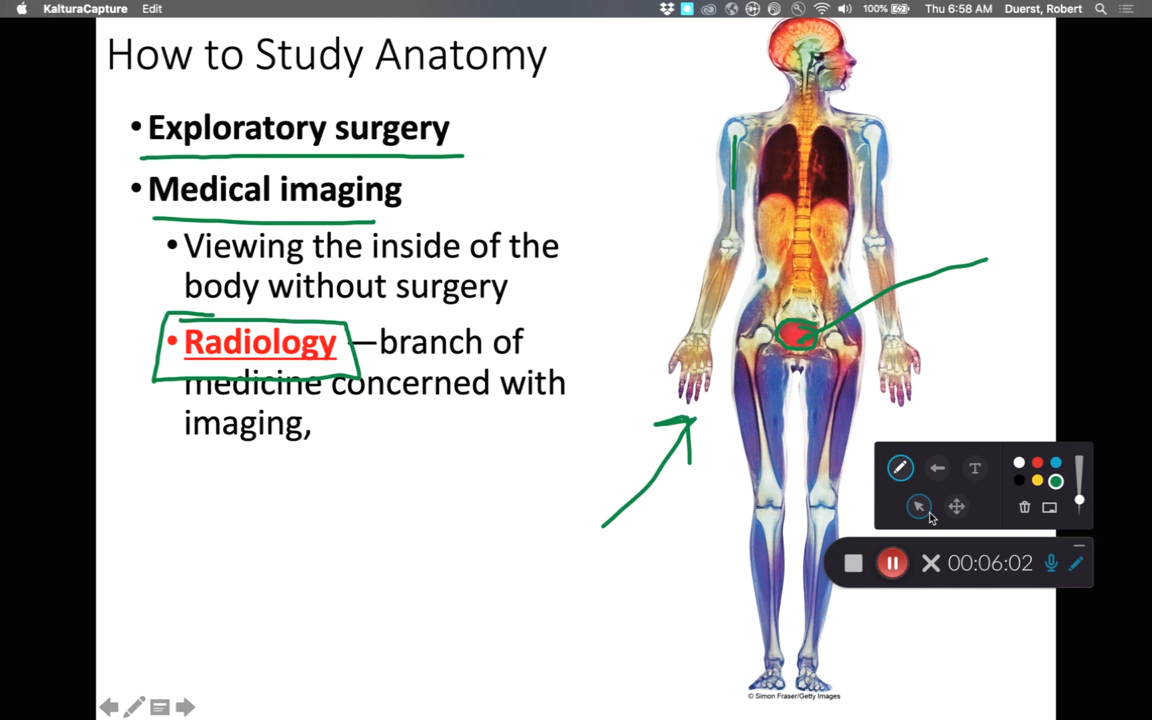 KalturaCapture Edit
100% Thu 6:58 AM Duerst, Robert
How to Study Anatomy
•Exploratory surgery
•Medical imaging
•Viewing the inside of the
body without surgery
•Radiology —branch of
medicine concerned with
imaging,
T
00:06:02
© Simon Fraser/Getty Images